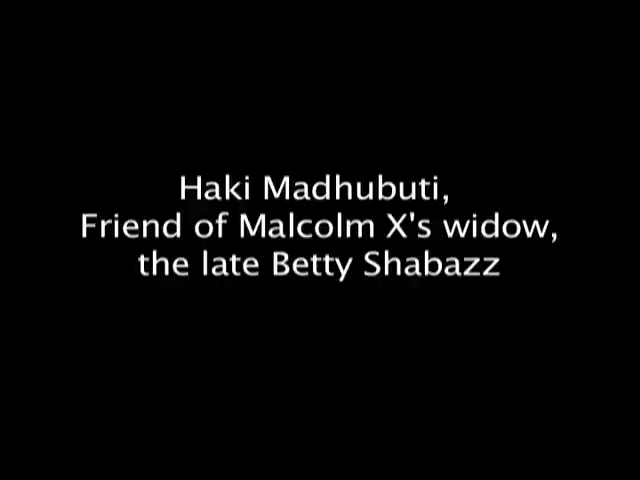 Haki Madhubuti,
Friend of Malcolm X's widow,
the late Betty Shabazz